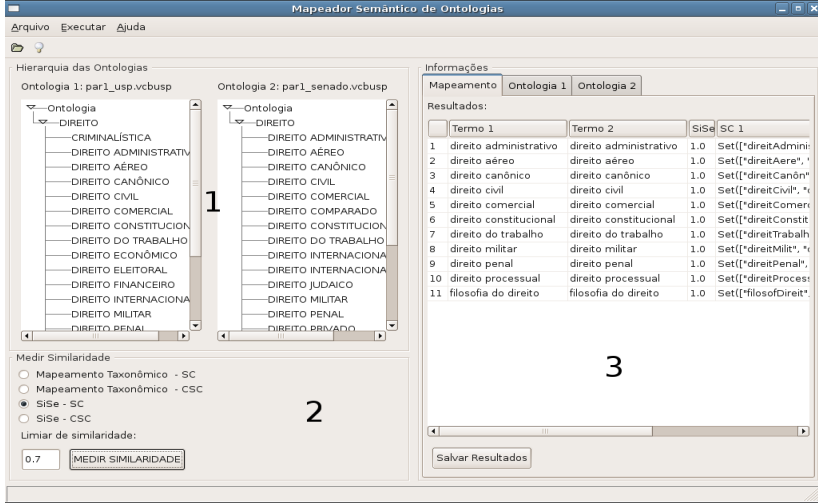 Mapeador Semântico de Ontologias
Arquivo Executar Ajuda
Hierarquia das Ontologias
Ontologia 1: par1_usp.vcbusp
Ontologia
DIREITO
CRIMINALÍSTICA
DIREITO ADMINISTRATIV
DIREITO AÉREO
DIREITO CANÔNICO
DIREITO CIVIL
DIREITO COMERCIAL
DIREITO CONSTITUCION
DIREITO DO TRABALHO
DIREITO ECONÔMICO
DIREITO ELEITORAL
DIREITO FINANCEIRO
DIREITO INTERNACIONA
DIREITO MILITAR
DIREITO PENAL
1
Ontologia 2: par1_senado.vcbusp
Ontologia
DIREITO
DIREITO ADMINISTRATIV
DIREITO AÉREO
DIREITO CANÔNICO
DIREITO CIVIL
DIREITO COMERCIAL
DIREITO COMPARADO
DIREITO CONSTITUCION
DIREITO DO TRABALHO
DIREITO INTERNACIONA
DIREITO INTERNACIONA
DIREITO JUDAICO
DIREITO MILITAR
DIREITO PENAL
DIREITO PRIVADO
Medir Similaridade
Mapeamento Taxonômico - SC
Mapeamento Taxonômico - CSC
SiSe - SC
SiSe - CSC
Limiar de similaridade:
0.7 MEDIR SIMILARIDADE
2
Informações
Mapeamento Ontologia 1 Ontologia 2
Resultados:
Termo 1 Termo 2 SiSe SC 1
1 direito administrativo direito administrativo 1.0 Set(["direitAdminis
2 direito aéreo direito aéreo 1.0 Set(["direitAere", "
3 direito canônico direito canônico 1.0 Set(["direitCanôn"
4 direito civil direito civil 1.0 Set(["direitCivil", "c
5 direito comercial direito comercial 1.0 Set(["direitComerc
6 direito constitucional direito constitucional 1.0 Set(["direitConstit
7 direito do trabalho direito do trabalho 1.0 Set(["direitTrabalh
8 direito militar direito militar 1.0 Set(["direitMilit", "c
9 direito penal direito penal 1.0 Set(["direitPenal",
10 direito processual direito processual 1.0 Set(["direitProcess
11 filosofia do direito filosofia do direito 1.0 Set(["filosofDireit".
3
Salvar Resultados